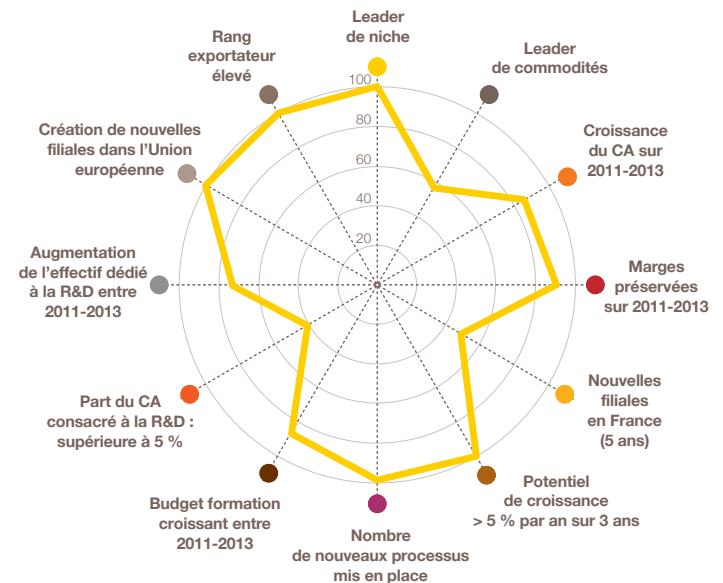 Leader
de niche
Leader
de commodités
Croissance
du CA sur
2011-2013
Marges
préservées
sur 2011-2013
Nouvelles
filiales
en France
(5 ans)
Potentiel
de croissance
> 5 % par an sur 3 ans
Nombre
de nouveaux processus
mis en place
Budget formation
croissant entre
2011-2013
Part du CA
consacré à la R&D :
supérieure à 5 %
Augmentation
de l'effectif dédié
à la R&D entre
2011-2013
Création de nouvelles
filiales dans l'Union
européenne
Rang
exportateur
élevé
100
80
60
40
20